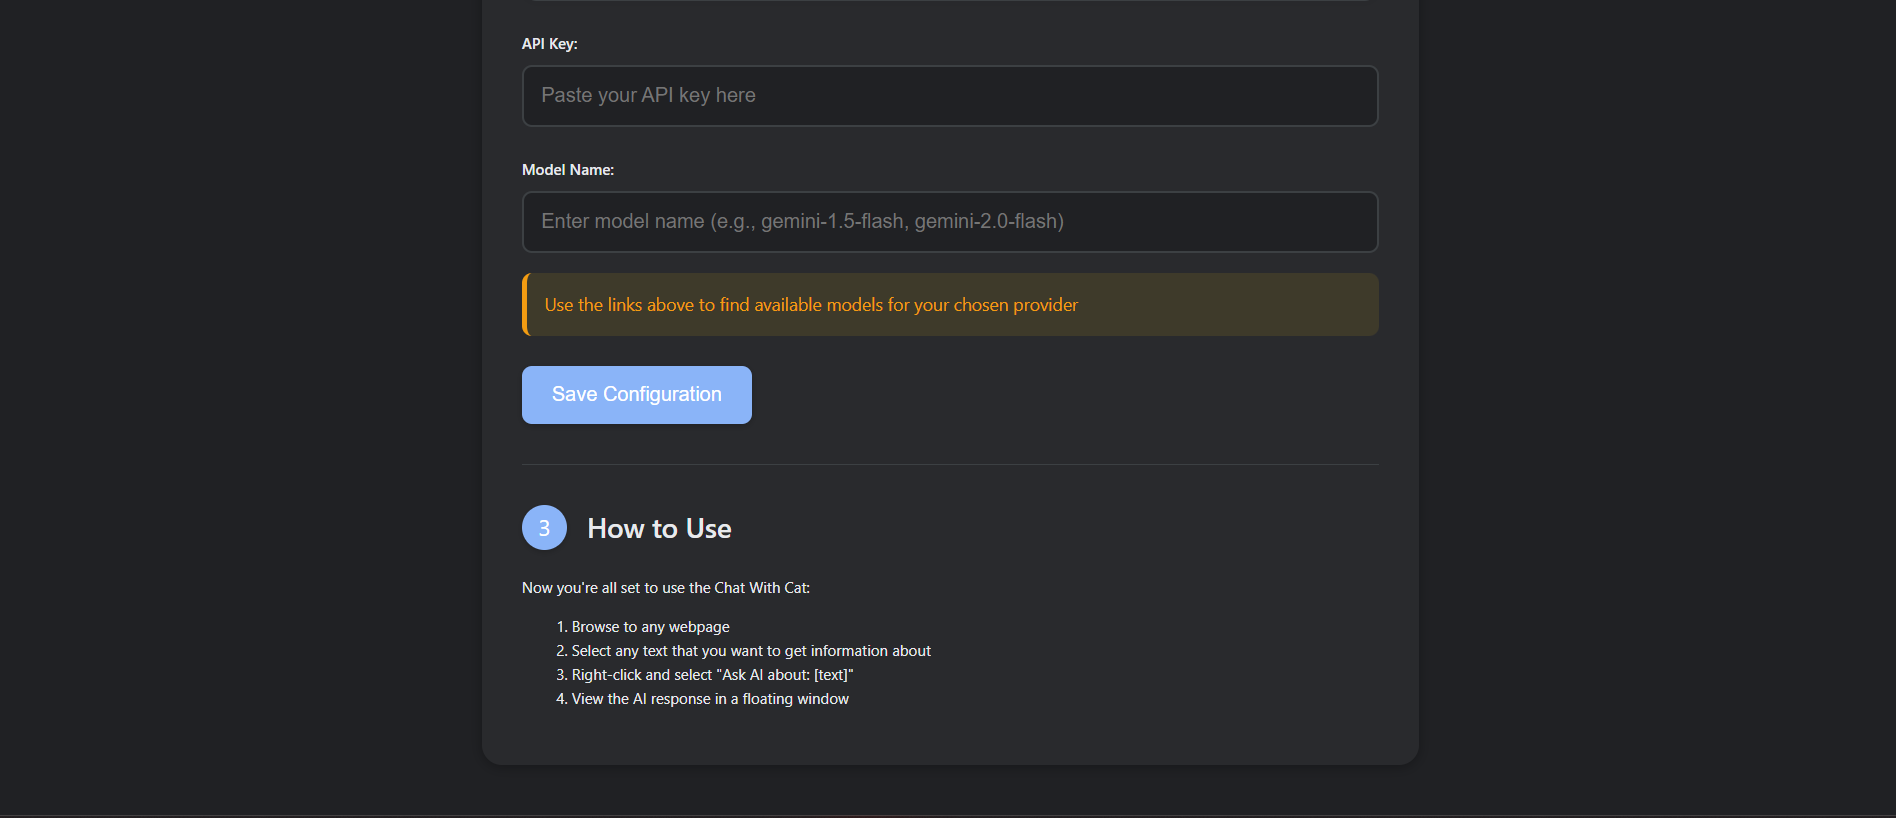 API Key:
Paste your API key here
Model Name:
Enter model name (e.g., gemini-1.5-flash, gemini-2.0-flash)
Use the links above to find available models for your chosen provider
Save Configuration
3 How to Use
Now you're all set to use the Chat With Cat:
1. Browse to any webpage
2. Select any text that you want to get information about
3. Right-click and select "Ask AI about: [text]"
4. View the AI response in a floating window